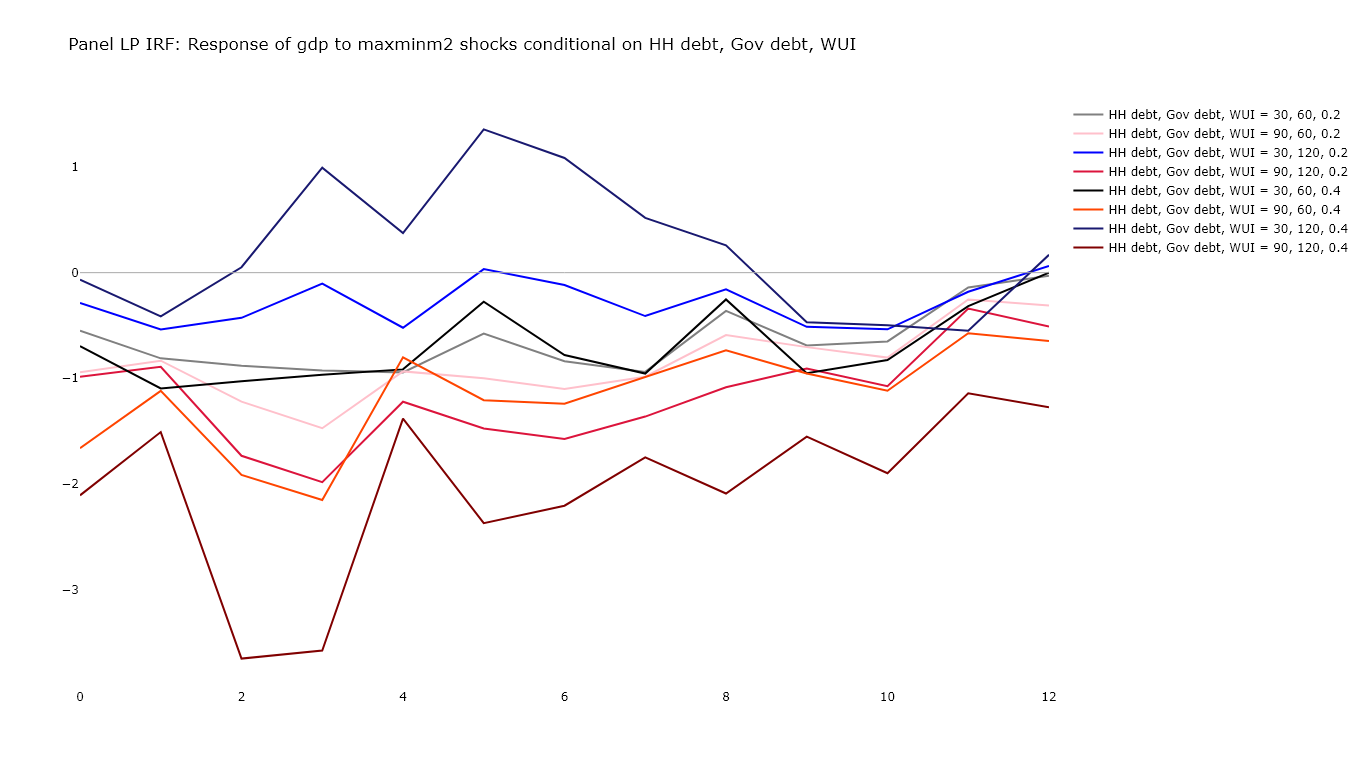 Panel LP IRF: Response of gdp to maxminm2 shocks conditional on HH debt, Gov debt, WUI
HH debt, Gov debt, WUI = 30, 60, 0.2
HH debt, Gov debt, WUI = 90, 60, 0.2
HH debt, Gov debt, WUI = 30, 120, 0.2
HH debt, Gov debt, WUI = 90, 120, 0.2
HH debt, Gov debt, WUI = 30, 60, 0.4
HH debt, Gov debt, WUI = 90, 60, 0.4
HH debt, Gov debt, WUI = 30, 120, 0.4
HH debt, Gov debt, WUI = 90, 120, 0.4
1
0
−1
−2
−3
0 2 4 6 8 10 12